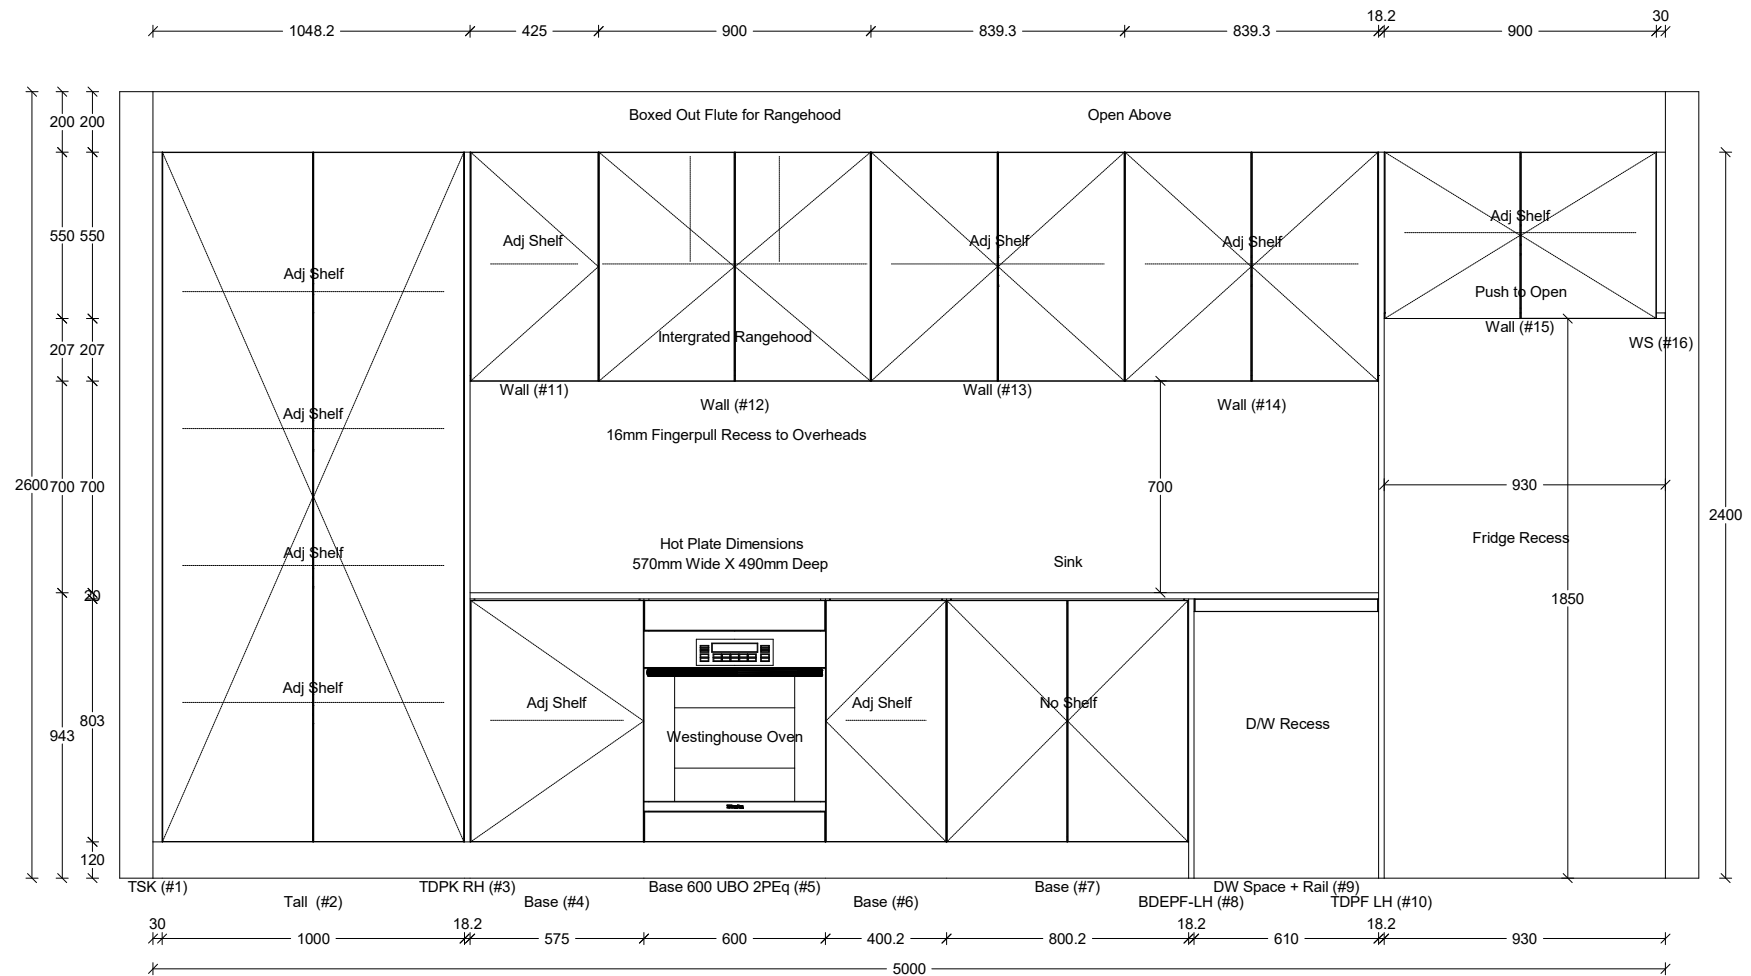 18.2
30
1048.2
425
900
839.3
839.3
900
Boxed Out Flute for Rangehood
Open Above
200
200
Adj Shelf
550
550
Adj Shelf
Adj Shelf
Adj Shelf
Adj Shelf
Push to Open
Wall (#15)
Intergrated Rangehood
WS (#16)
207
207
Wall (#11)
Wall (#13)
Wall (#12)
Wall (#14)
Adj Shelf
16mm Fingerpull Recess to Overheads
2600
700
700
700
930
2400
Hot Plate Dimensions
570mm Wide X 490mm Deep
Adj Shelf
Sink
Fridge Recess
20
1850
Adj Shelf
Adj Shelf
Adj Shelf
No Shelf
803
943
Westinghouse Oven
D/W Recess
120
TSK (#1)
TDPK RH (#3)
Base 600 UBO 2PEq (#5)
Base (#7)
DW Space + Rail (#9)
Tall (#2)
Base (#4)
Base (#6)
BDEPF-LH (#8)
TDPF LH (#10)
30
18.2
18.2
18.2
1000
575
600
400.2
800.2
610
930
5000